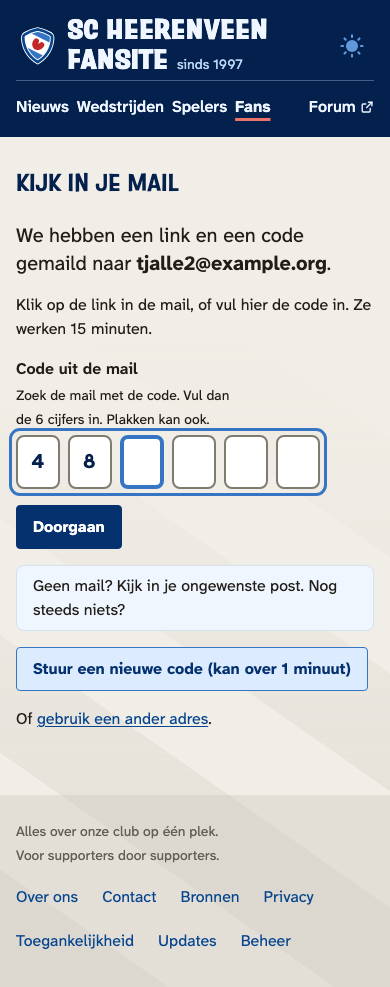 SC HEERENVEEN
FANSITE sinds 1997
Nieuws Wedstrijden Spelers Fans Forum
KIJK IN JE MAIL
We hebben een link en een code
gemaild naar tjalle2@example.org.
Klik op de link in de mail, of vul hier de code in. Ze
werken 15 minuten.
Code uit de mail
Zoek de mail met de code. Vul dan
de 6 cijfers in. Plakken kan ook.
4 8
Doorgaan
Geen mail? Kijk in je ongewenste post. Nog
steeds niets?
Stuur een nieuwe code (kan over 1 minuut)
Of gebruik een ander adres.
Alles over onze club op één plek.
Voor supporters door supporters.
Over ons Contact Bronnen Privacy
Toegankelijkheid Updates Beheer